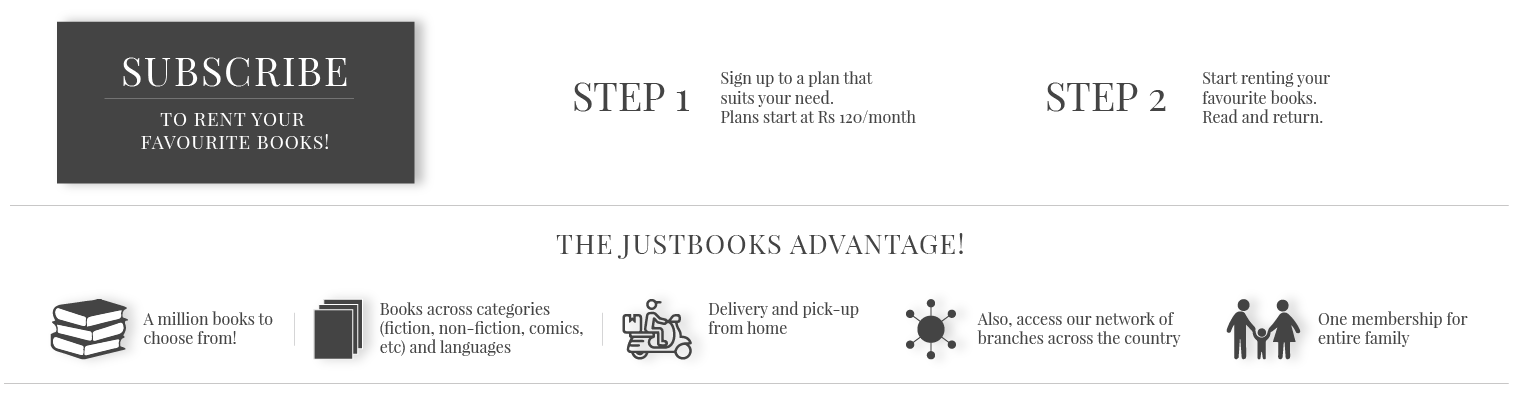 SUBSCRIBE
TO RENT YOUR
FAVOURITE BOOKS!
STEP 1
Sign up to a plan that
suits your need.
Plans start at Rs 120/month
STEP 2
Start renting your
favourite books.
Read and return.
THE JUSTBOOKS ADVANTAGE!
A million books to
choose from!
Books across categories
(fiction, non-fiction, comics,
etc) and languages
Delivery and pick-up
from home
Also, access our network of
branches across the country
One membership for
entire family